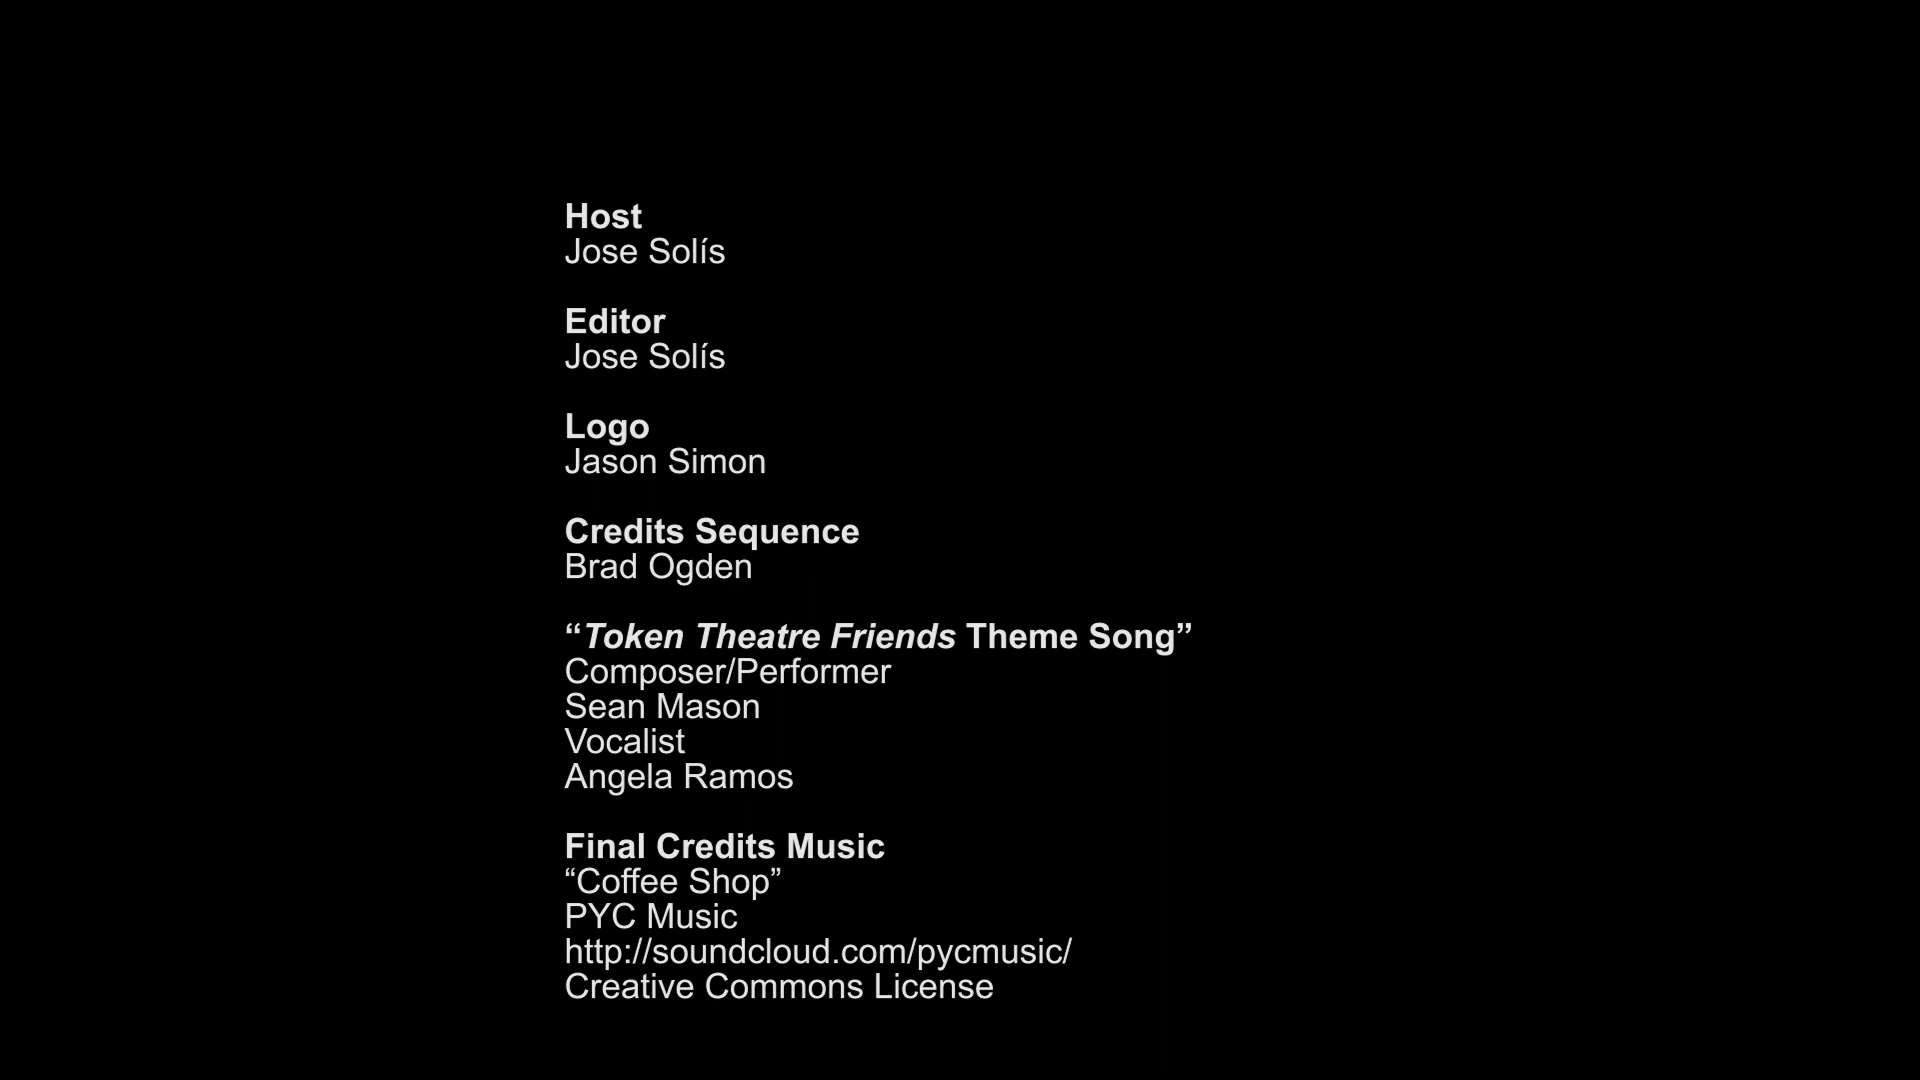 Host
Jose Solís
Editor
Jose Solís
Logo
Jason Simon
Credits Sequence
Brad Ogden
“Token Theatre Friends Theme Song”
Composer/Performer
Sean Mason
Vocalist
Angela Ramos
Final Credits Music
“Coffee Shop”
PYC Music
http://soundcloud.com/pycmusic/
Creative Commons License